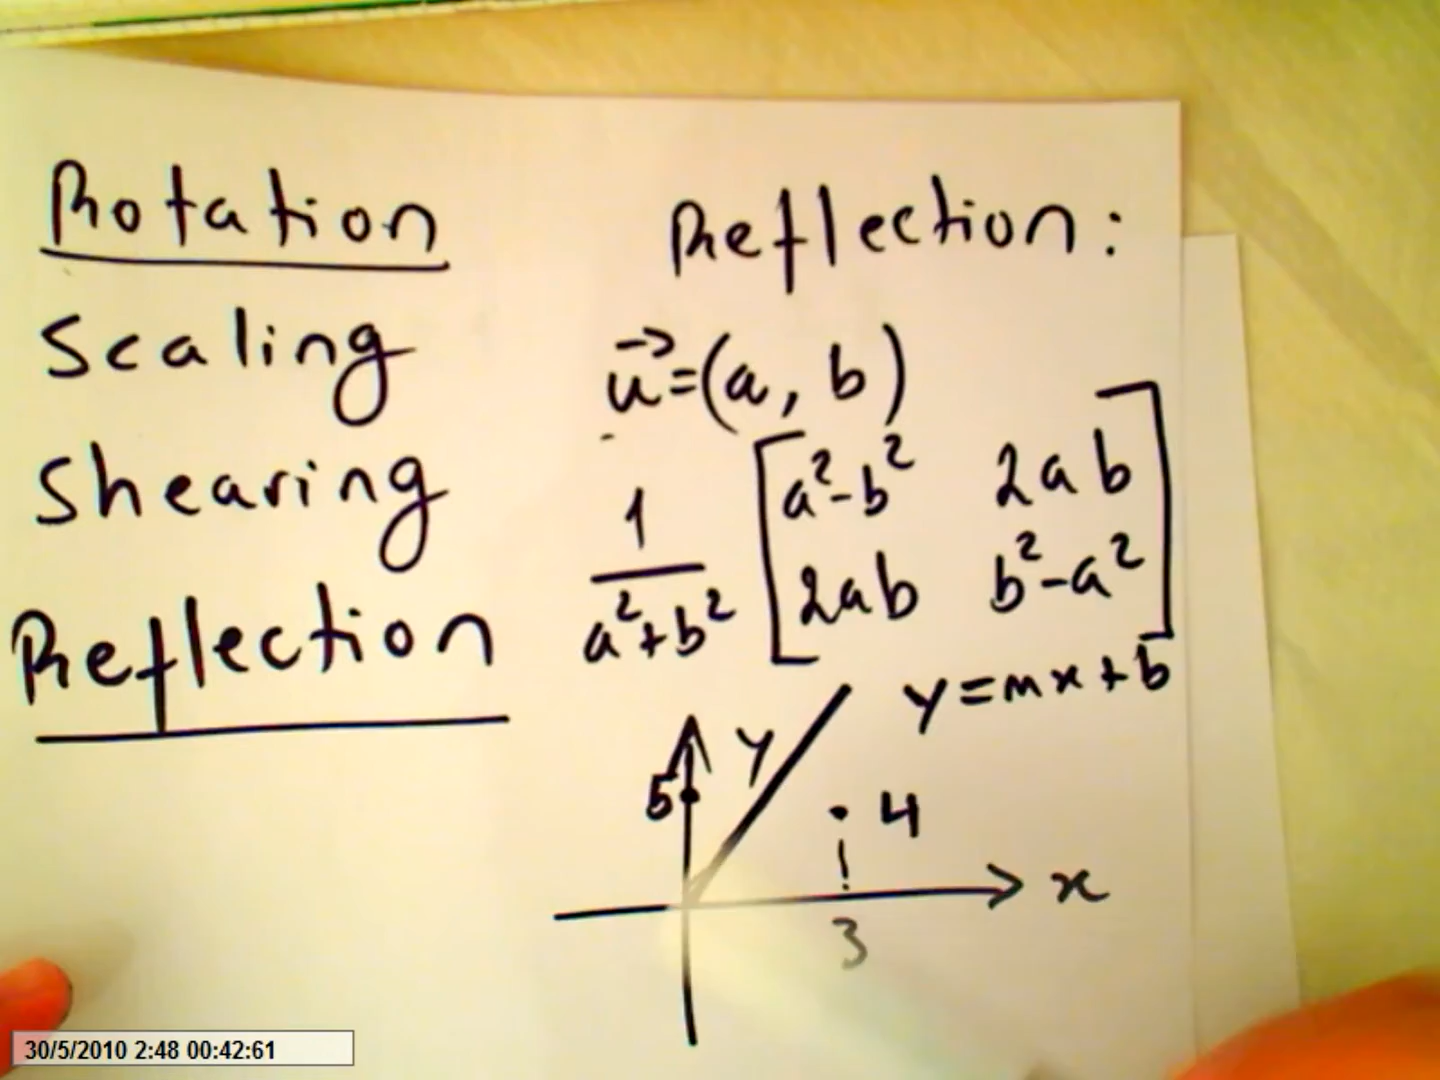 Rotation
Scaling
Shearing
Reflection
Reflection:
u⃗=(a, b)
1/(a²+b²) [a²-b² 2ab
2ab b²-a²]
y=mx+b
y
5
4
x
3
30/5/2010 2:48 00:42:61